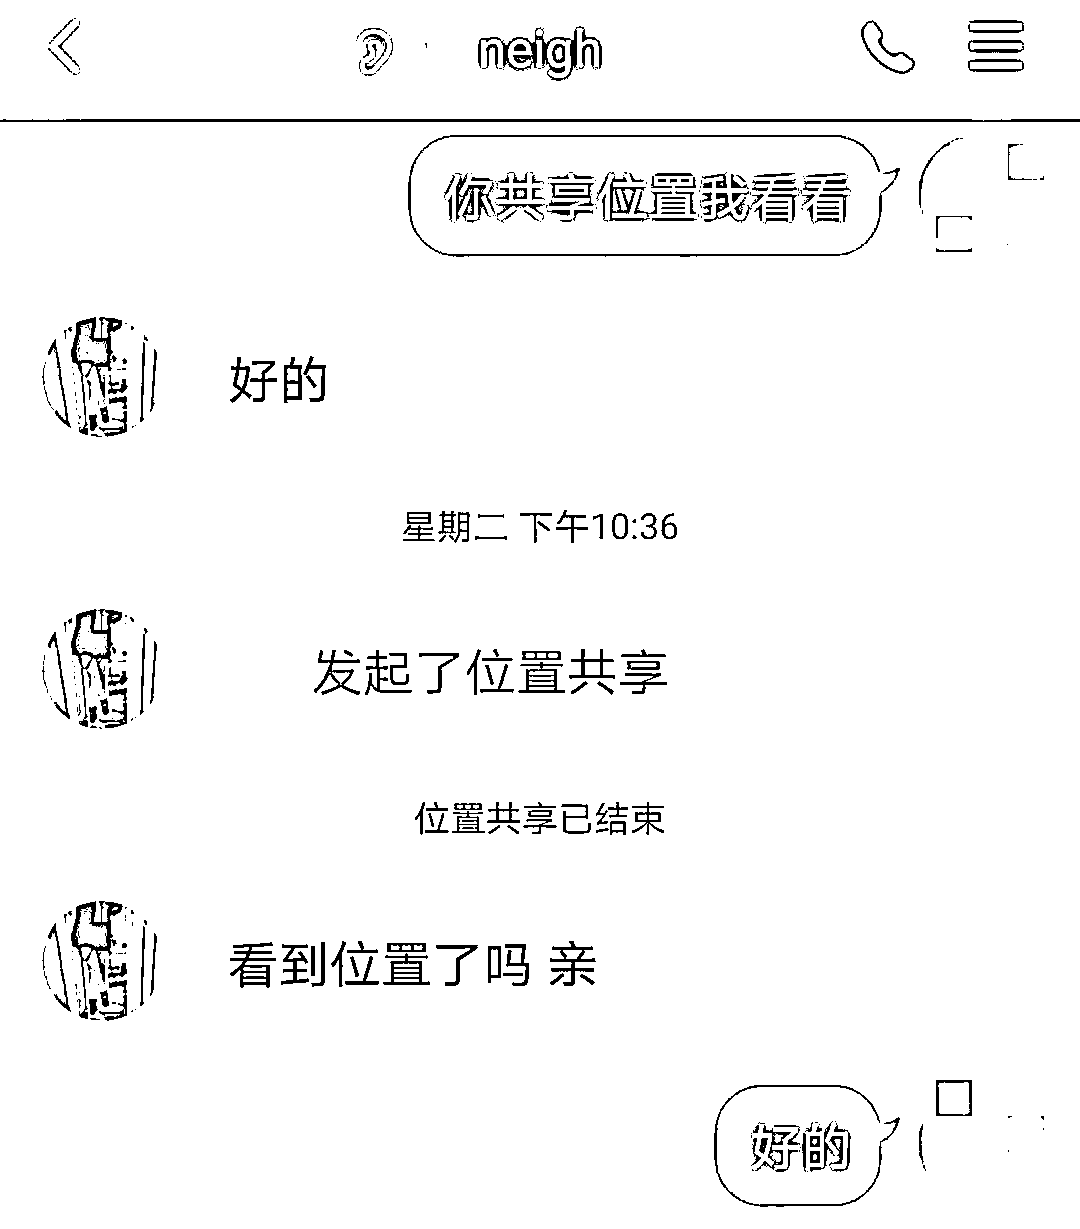 neigh
你共享位置我看看
好的
星期二 下午10:36
发起了位置共享
位置共享已结束
看到位置了吗 亲
好的